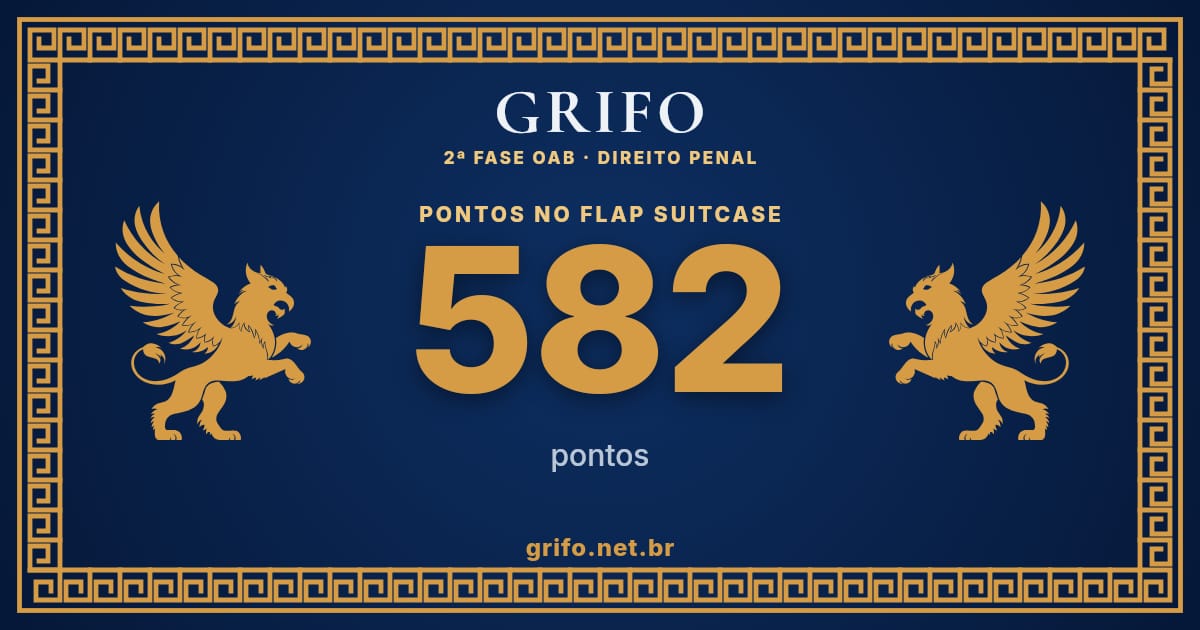 GRIFO
2ª FASE OAB · DIREITO PENAL
PONTOS NO FLAP SUITCASE
582
pontos
grifo.net.br